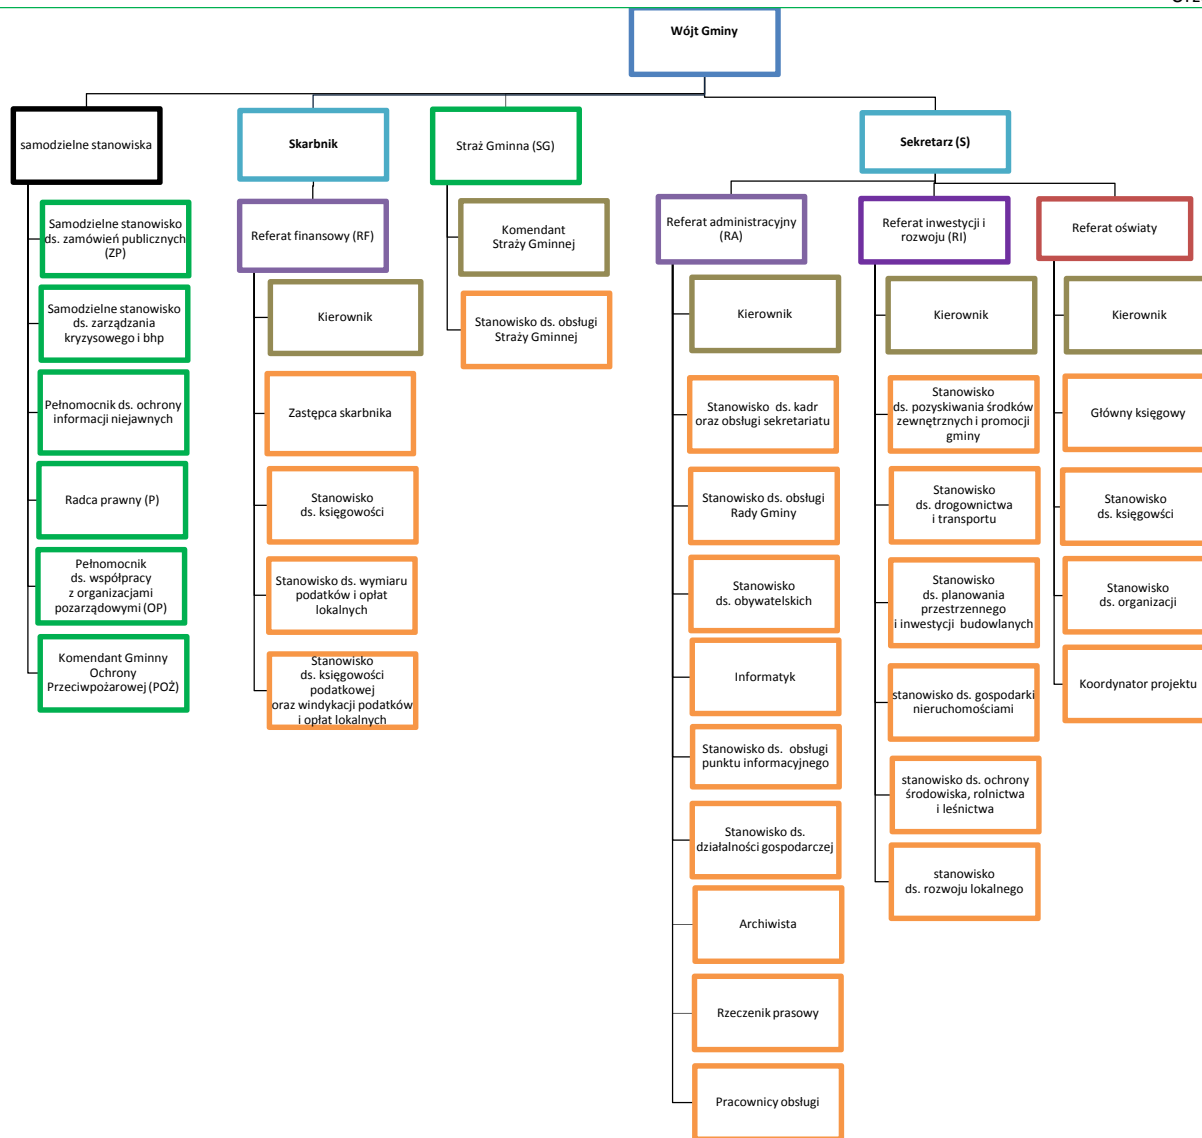 Wójt Gminy
samodzielne stanowiska
Skarbnik
Straż Gminna (SG)
Sekretarz (S)
Samodzielne stanowisko
ds. zamówień publicznych
(ZP)
Samodzielne stanowisko
ds. zarządzania
kryzysowego i bhp
Pełnomocnik ds. ochrony
informacji niejawnych
Radca prawny (P)
Pełnomocnik
ds. współpracy
z organizacjami
pozarządowymi (OP)
Komendant Gminny
Ochrony
Przeciwpożarowej (POŻ)
Referat finansowy (RF)
Kierownik
Zastępca skarbnika
Stanowisko
ds. księgowości
Stanowisko ds. wymiaru
podatków i opłat
lokalnych
Stanowisko
ds. księgowości
podatkowej
oraz windykacji podatków
i opłat lokalnych
Komendant
Straży Gminnej
Stanowisko ds. obsługi
Straży Gminnej
Referat administracyjny
(RA)
Kierownik
Stanowisko ds. kadr
oraz obsługi sekretariatu
Stanowisko ds. obsługi
Rady Gminy
Stanowisko
ds. obywatelskich
Informatyk
Stanowisko ds. obsługi
punktu informacyjnego
Stanowisko ds.
działalności gospodarczej
Archiwista
Rzecznik prasowy
Pracownicy obsługi
Referat inwestycji i
rozwoju (RI)
Kierownik
Stanowisko
ds. pozyskiwania środków
zewnętrznych i promocji
gminy
Stanowisko
ds. drogownictwa
i transportu
Stanowisko
ds. planowania
przestrzennego
i inwestycji budowlanych
stanowisko ds. gospodarki
nieruchomościami
stanowisko ds. ochrony
środowiska, rolnictwa
i leśnictwa
stanowisko
ds. rozwoju lokalnego
Referat oświaty
Kierownik
Główny księgowy
Stanowisko
ds. księgwści
Stanowisko
ds. organizacji
Koordynator projektu